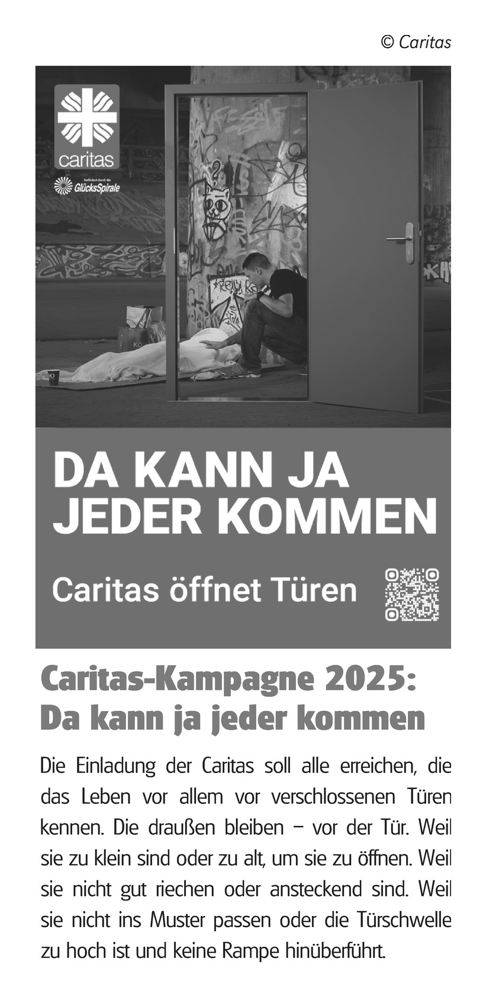 © Caritas
caritas
Gefördert durch die
GlücksSpirale
DA KANN JA
JEDER KOMMEN
Caritas öffnet Türen
Caritas-Kampagne 2025:
Da kann ja jeder kommen
Die Einladung der Caritas soll alle erreichen, die
das Leben vor allem vor verschlossenen Türen
kennen. Die draußen bleiben – vor der Tür. Weil
sie zu klein sind oder zu alt, um sie zu öffnen. Weil
sie nicht gut riechen oder ansteckend sind. Weil
sie nicht ins Muster passen oder die Türschwelle
zu hoch ist und keine Rampe hinüberführt.